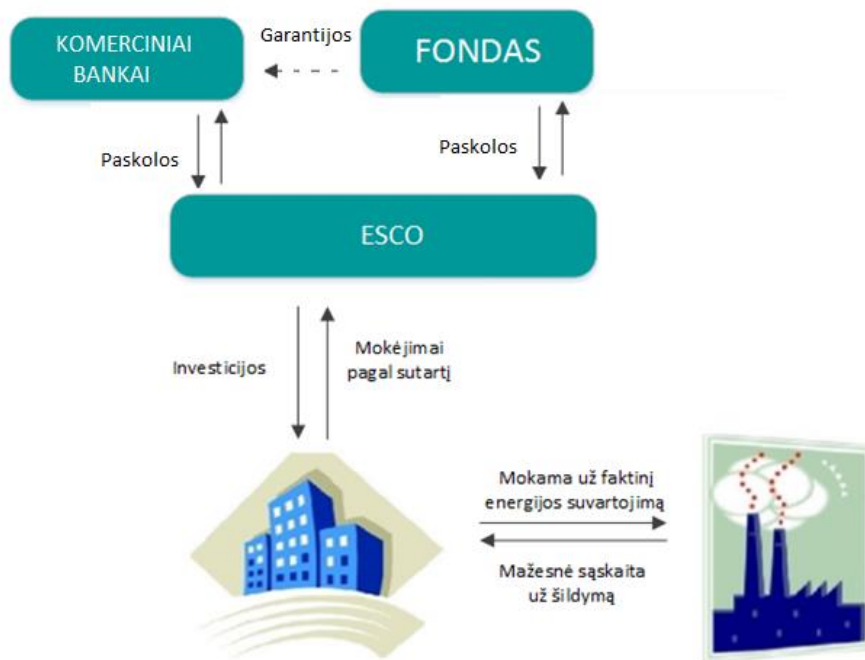 KOMERCINIAI
BANKAI
Garantijos
FONDAS
Paskolos
Paskolos
ESCO
Investicijos
Mokėjimai
pagal sutartį
Mokama už faktinį
energijos suvartojimą
Mažesnė sąskaita
už šildymą